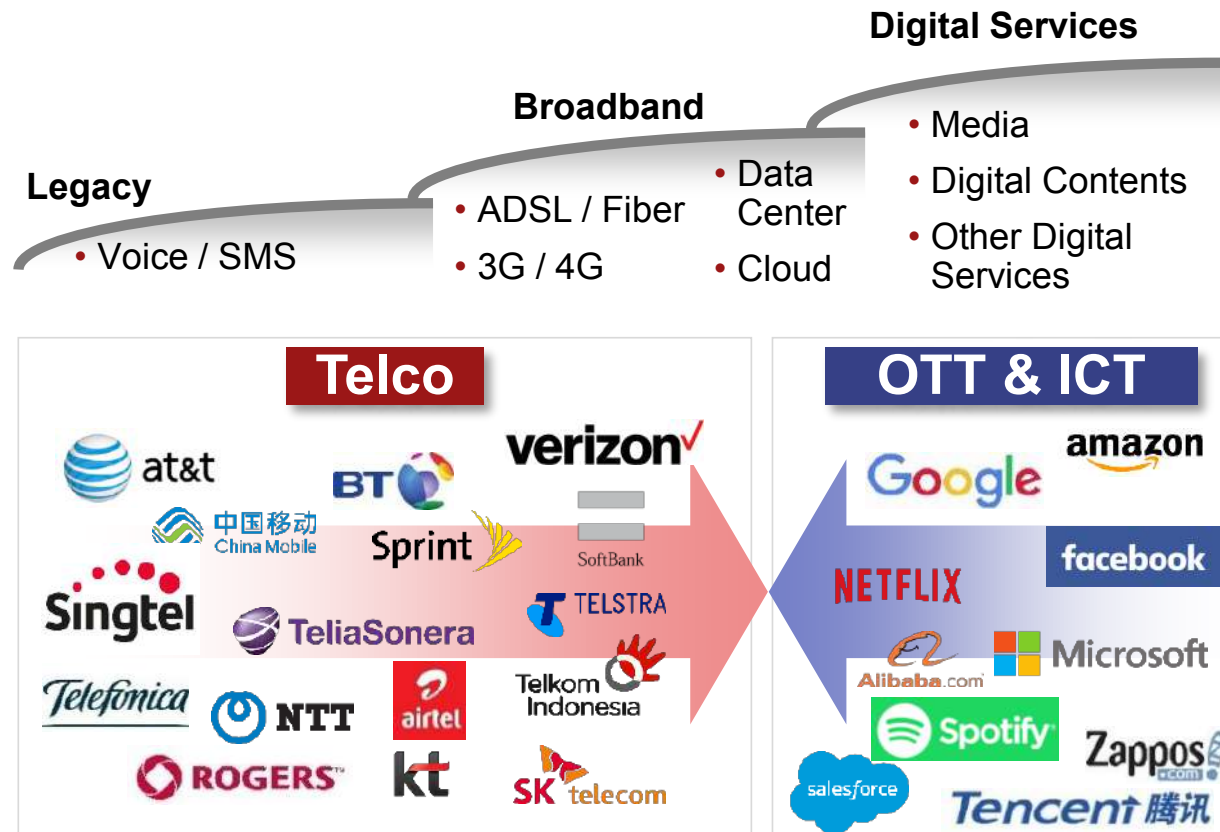 Digital Services
Broadband
Legacy
• Voice / SMS
• ADSL / Fiber
• 3G / 4G
• Data
Center
• Cloud
• Media
• Digital Contents
• Other Digital
Services
Telco
at&t
BT
verizon
中国移动
China Mobile
Sprint
SoftBank
Singtel
TeliaSonera
TELSTRA
Telefónica
NTT
airtel
Telkom
Indonesia
ROGERS™
kt
SK telecom
OTT & ICT
Google
amazon
facebook
NETFLIX
Alibaba.com
Microsoft
Spotify
Zappos
.com
salesforce
Tencent 腾讯